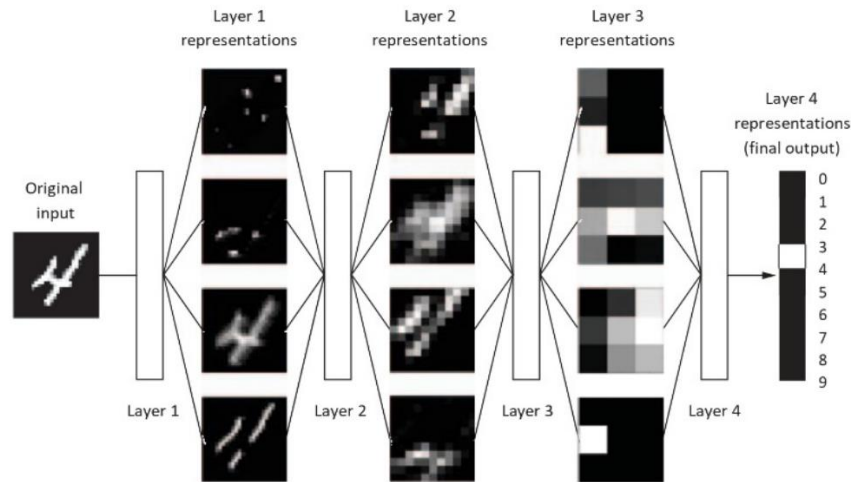 Layer 1
representations
Layer 2
representations
Layer 3
representations
Layer 4
representations
(final output)
Original
input
0
1
2
3
4
5
6
7
8
9
Layer 1
Layer 2
Layer 3
Layer 4